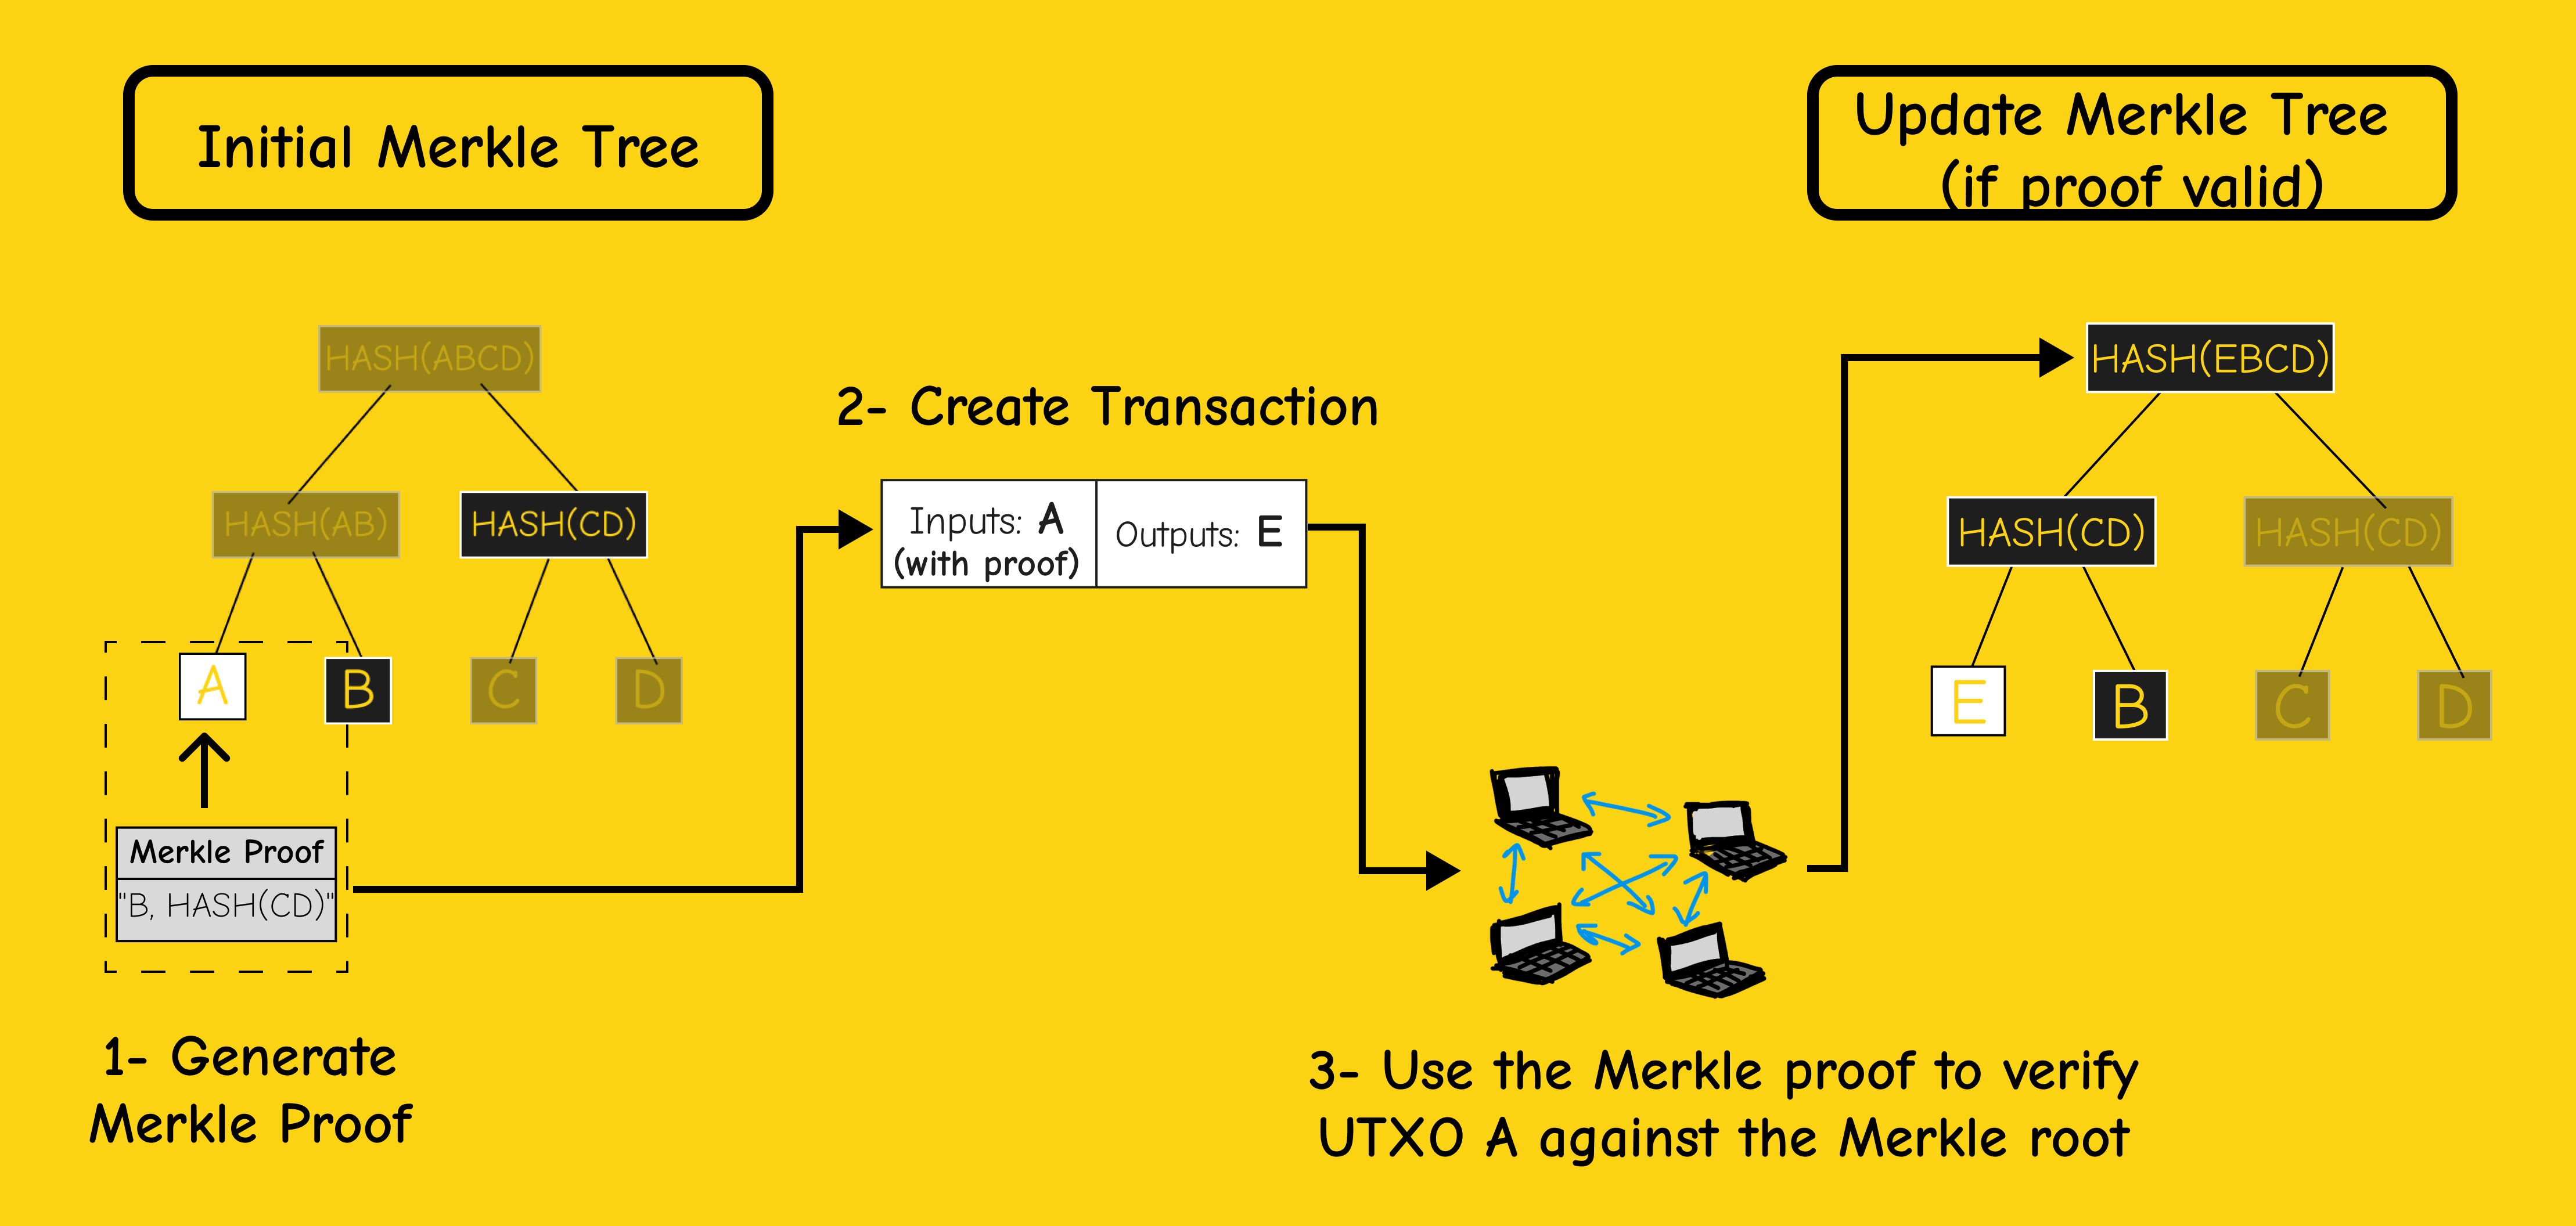 Initial Merkle Tree
Update Merkle Tree
(if proof valid)
HASH(ABCD)
HASH(AB)
HASH(CD)
A
B
C
D
Merkle Proof
"B, HASH(CD)"
1- Generate
Merkle Proof
2- Create Transaction
Inputs: A
(with proof)
Outputs: E
3- Use the Merkle proof to verify
UTXO A against the Merkle root
HASH(EBCD)
HASH(CD)
HASH(CD)
E
B
C
D